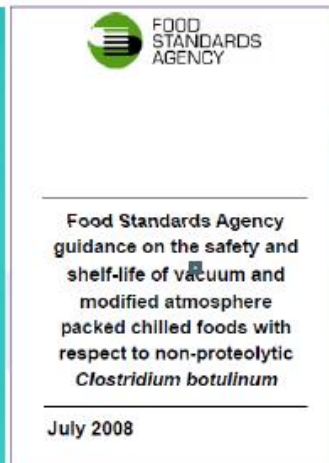 FOOD
STANDARDS
AGENCY
Food Standards Agency
guidance on the safety and
shelf-life of vacuum and
modified atmosphere
packed chilled foods with
respect to non-proteolytic
Clostridium botulinum
July 2008